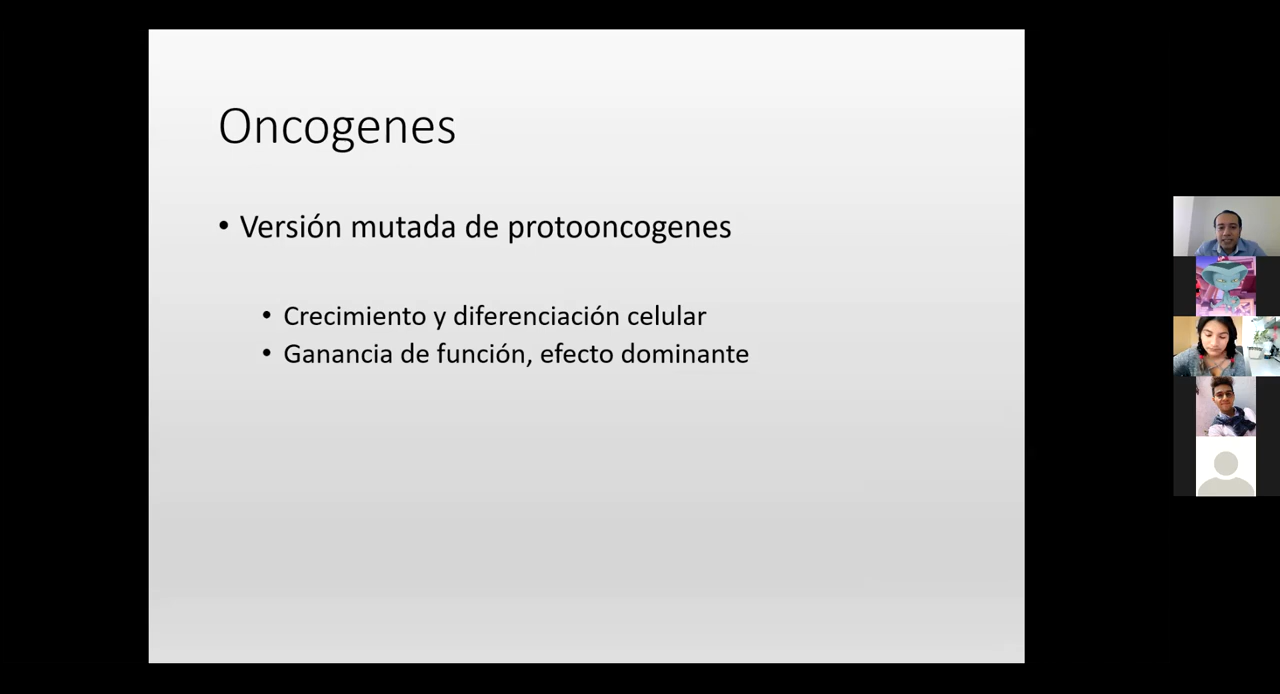 Oncogenes
• Versión mutada de protooncogenes
• Crecimiento y diferenciación celular
• Ganancia de función, efecto dominante